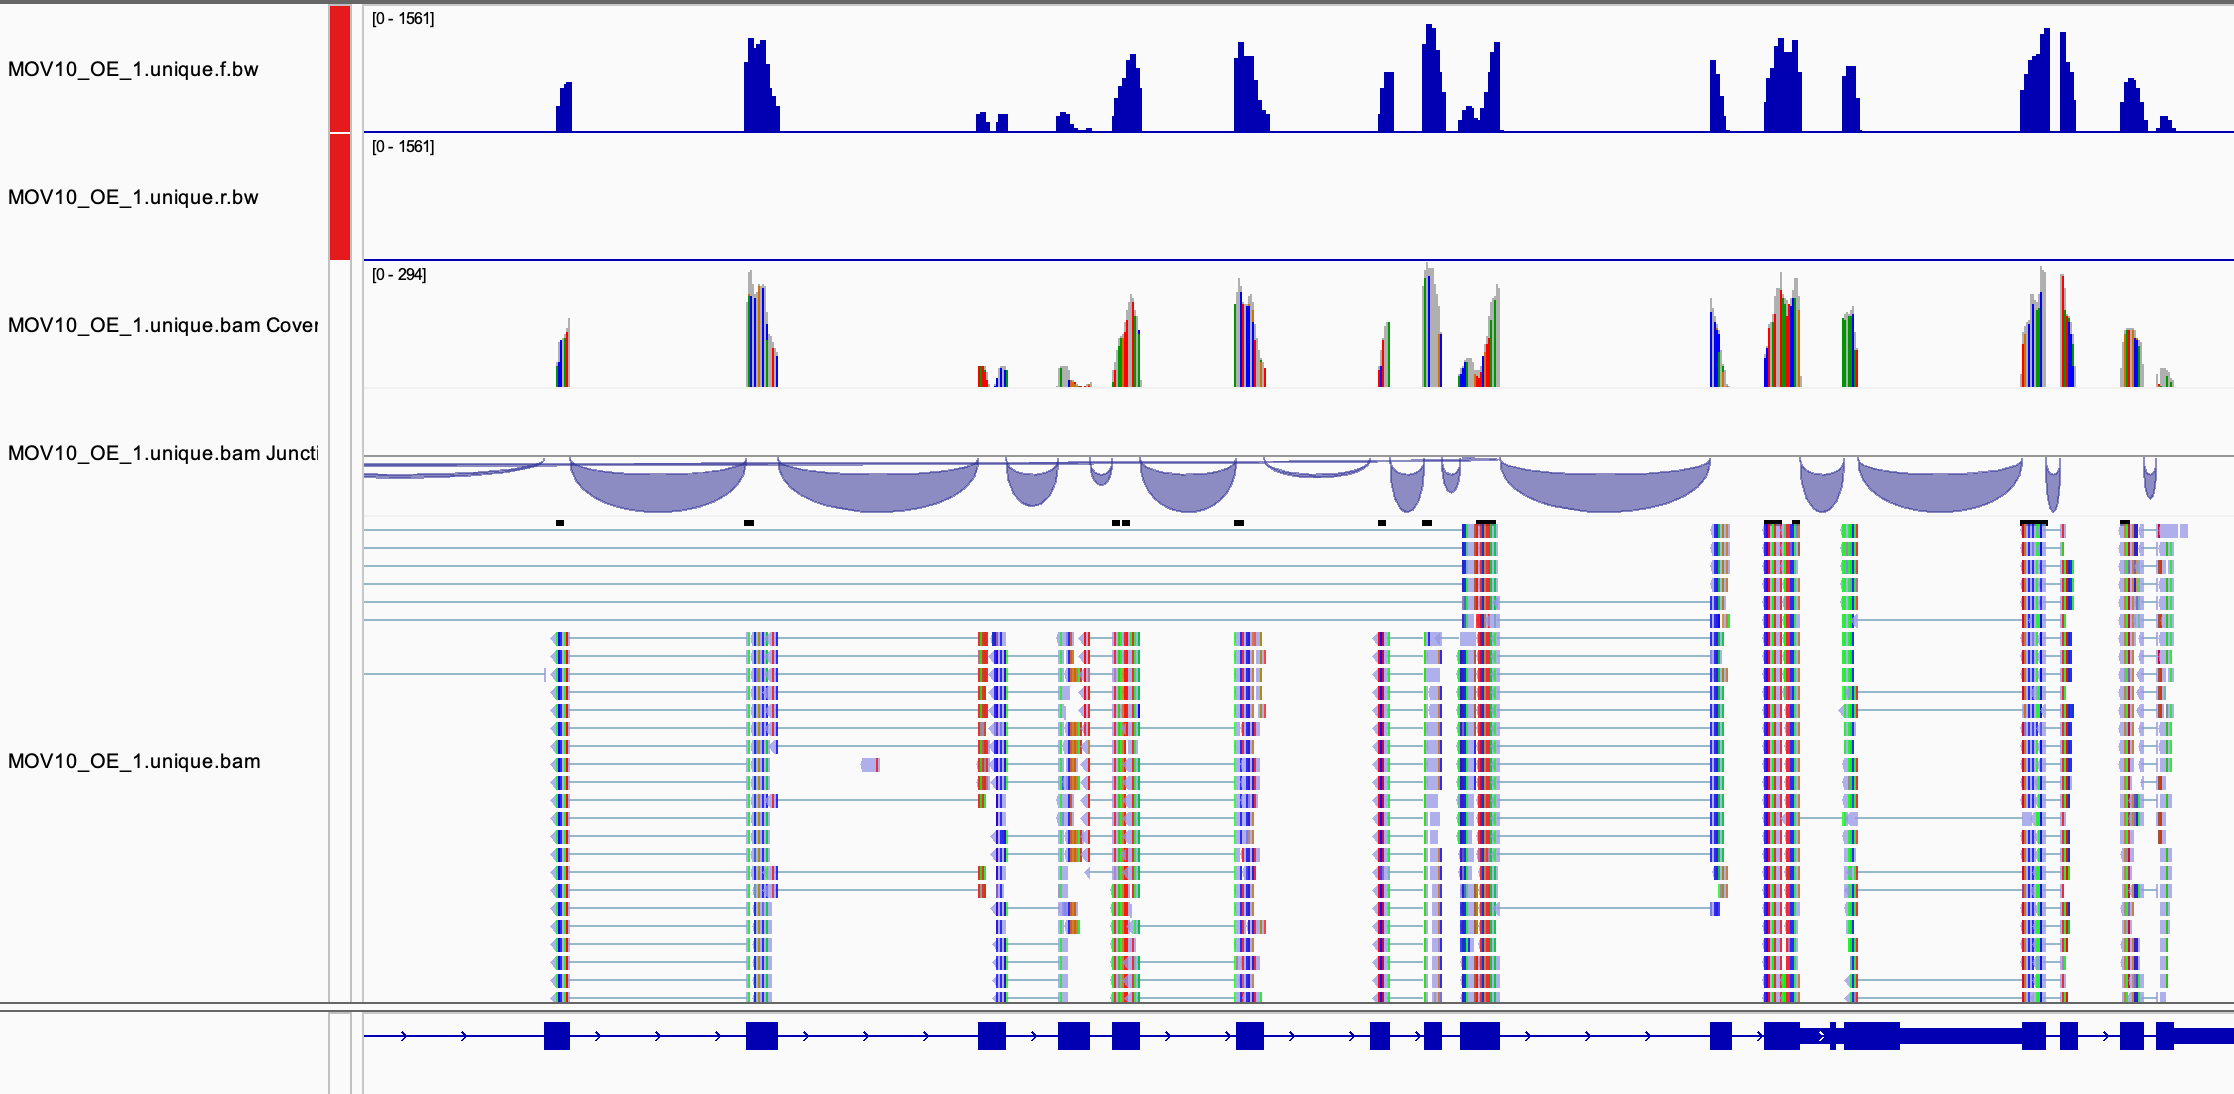 [0 - 1561]
MOV10_OE_1.unique.f.bw
[0 - 1561]
MOV10_OE_1.unique.r.bw
[0 - 294]
MOV10_OE_1.unique.bam Cover
MOV10_OE_1.unique.bam Juncti
MOV10_OE_1.unique.bam